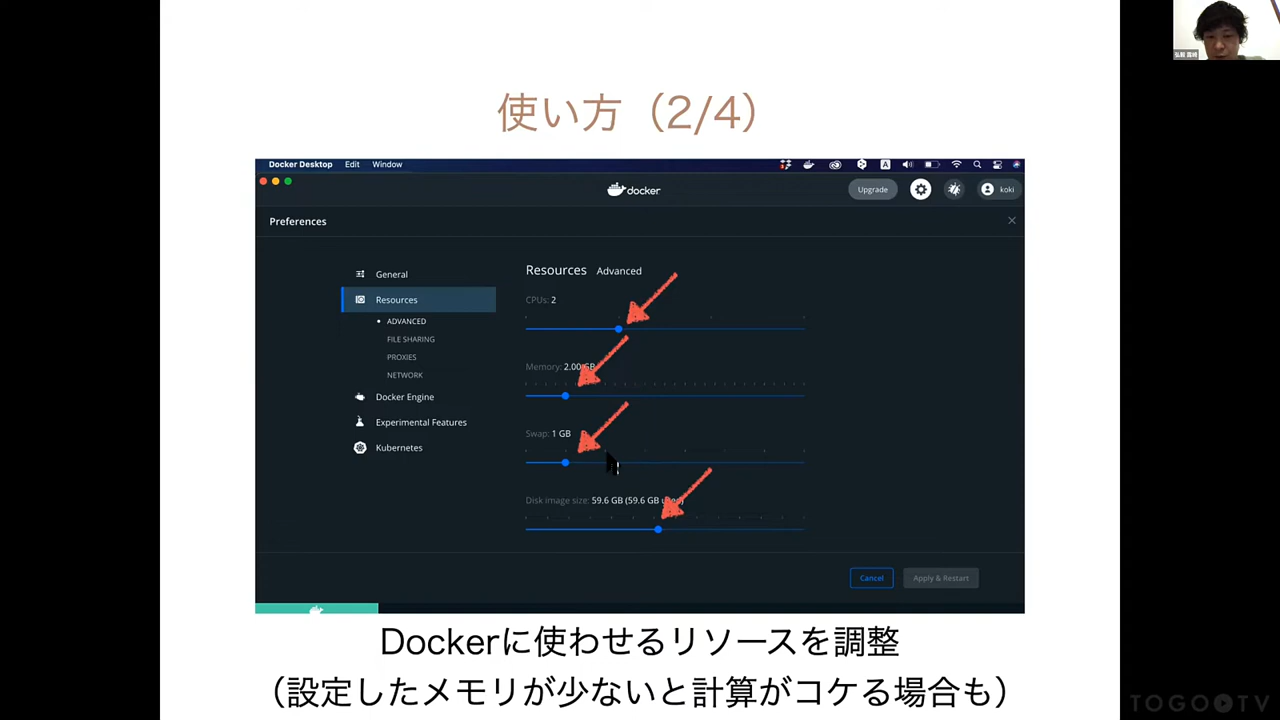 使い方（2/4）
Docker Desktop Edit Window
A
docker
Upgrade
koki
Preferences
General
Resources
ADVANCED
FILE SHARING
PROXIES
NETWORK
Docker Engine
Experimental Features
Kubernetes
Resources Advanced
CPUs: 2
Memory: 2.00 GB
Swap: 1 GB
Disk image size: 59.6 GB (59.6 GB used)
Cancel
Apply & Restart
Dockerに使わせるリソースを調整
（設定したメモリが少ないと計算がコケる場合も）
TOGOTV